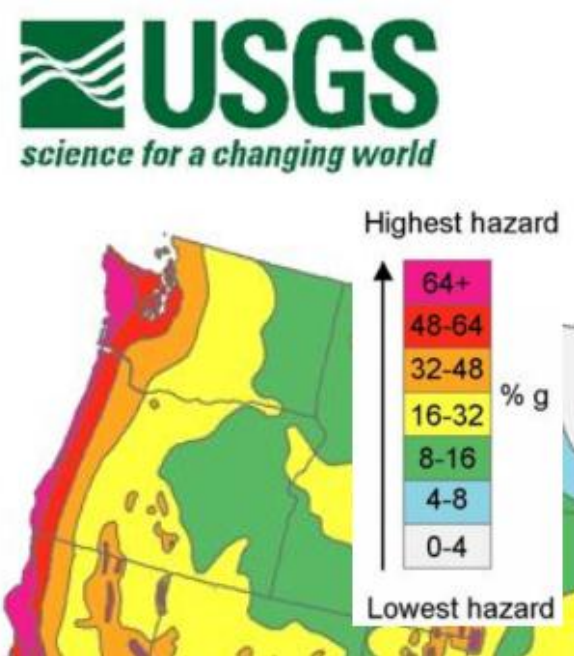 USGS
science for a changing world
Highest hazard
64+
48-64
32-48
% g
16-32
8-16
4-8
0-4
Lowest hazard